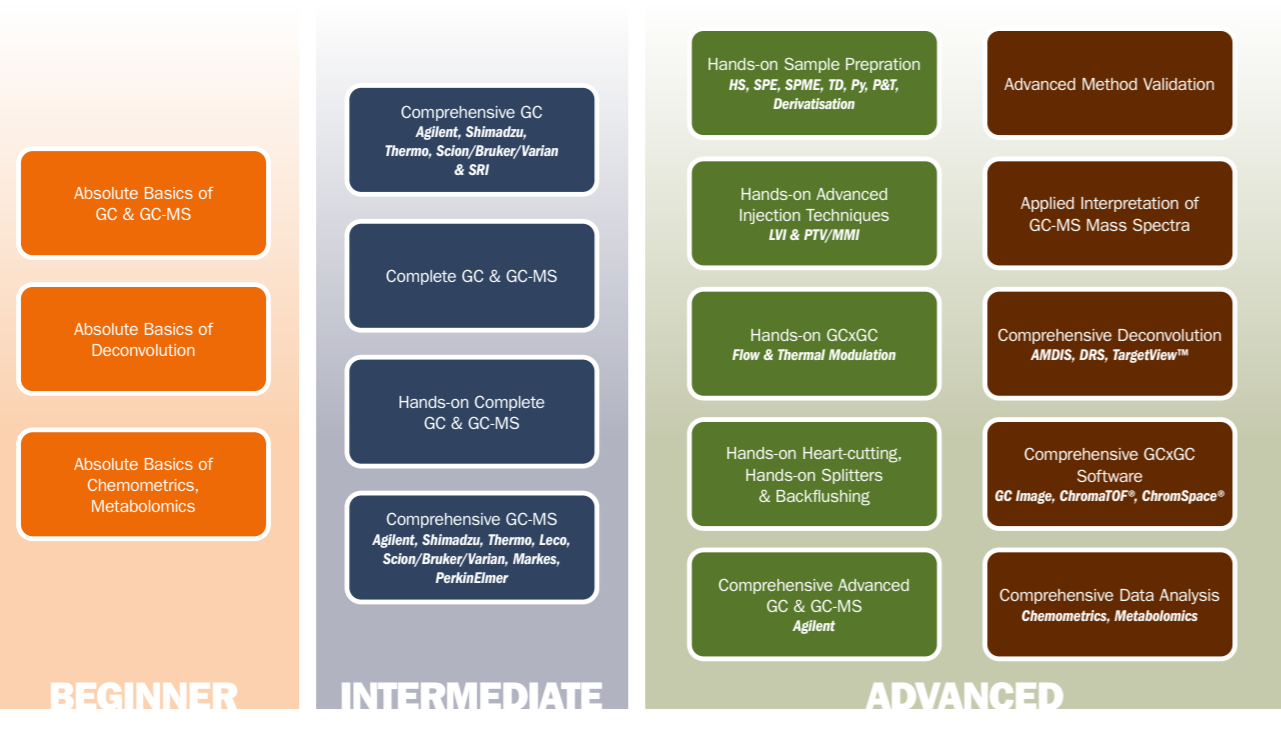 Absolute Basics of
GC & GC-MS
Absolute Basics of
Deconvolution
Absolute Basics of
Chemometrics,
Metabolomics
BEGINNER
Comprehensive GC
Agilent, Shimadzu,
Thermo, Scion/Bruker/Varian
& SRI
Complete GC & GC-MS
Hands-on Complete
GC & GC-MS
Comprehensive GC-MS
Agilent, Shimadzu, Thermo, Leco,
Scion/Bruker/Varian, Markes,
PerkinElmer
INTERMEDIATE
Hands-on Sample Prepration
HS, SPE, SPME, TD, Py, P&T,
Derivatisation
Hands-on Advanced
Injection Techniques
LVI & PTV/MMI
Hands-on GCxGC
Flow & Thermal Modulation
Hands-on Heart-cutting,
Hands-on Splitters
& Backflushing
Comprehensive Advanced
GC & GC-MS
Agilent
Advanced Method Validation
Applied Interpretation of
GC-MS Mass Spectra
Comprehensive Deconvolution
AMDIS, DRS, TargetView™
Comprehensive GCxGC
Software
GC Image, ChromaTOF®, ChromSpace®
Comprehensive Data Analysis
Chemometrics, Metabolomics
ADVANCED